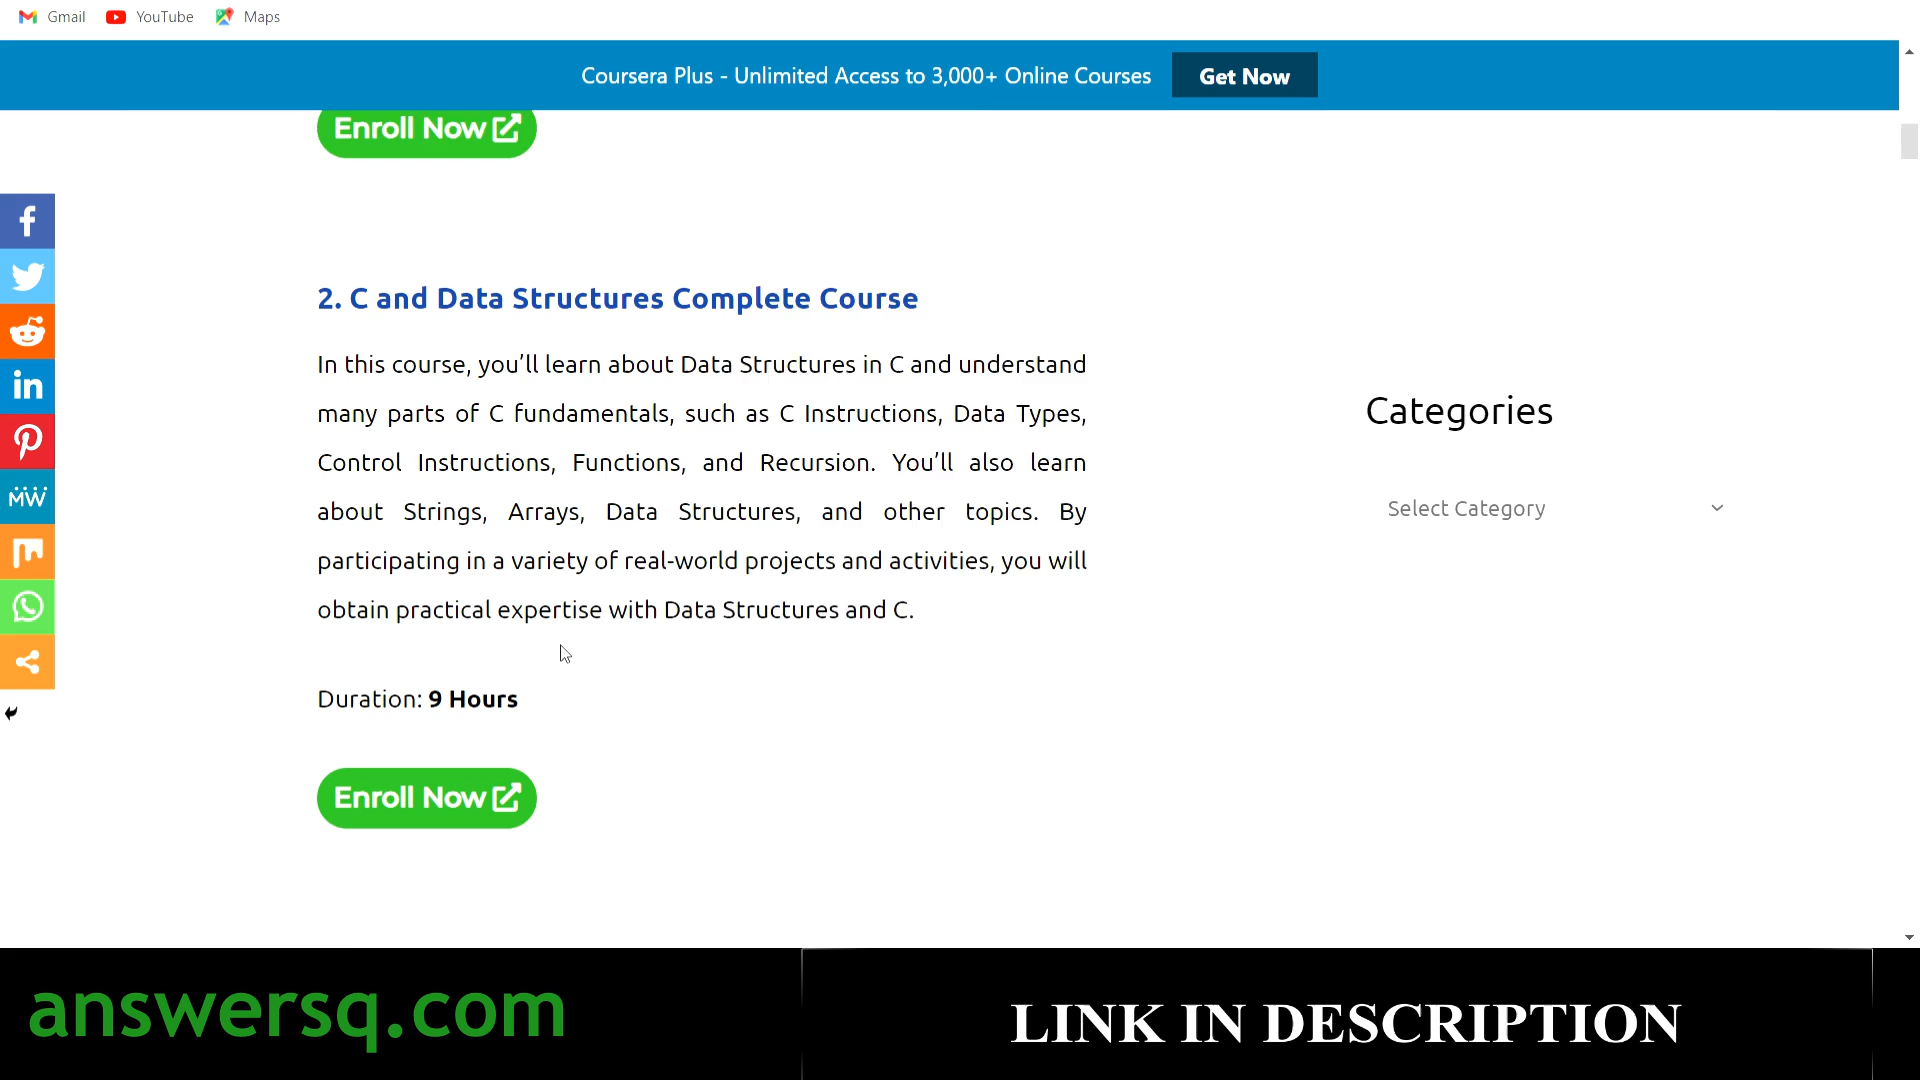 Gmail YouTube Maps
Coursera Plus - Unlimited Access to 3,000+ Online Courses Get Now
Enroll Now
2. C and Data Structures Complete Course
In this course, you’ll learn about Data Structures in C and understand
many parts of C fundamentals, such as C Instructions, Data Types,
Control Instructions, Functions, and Recursion. You’ll also learn
about Strings, Arrays, Data Structures, and other topics. By
participating in a variety of real-world projects and activities, you will
obtain practical expertise with Data Structures and C.
Duration: 9 Hours
Enroll Now
Categories
Select Category
in
MW
answersq.com
LINK IN DESCRIPTION